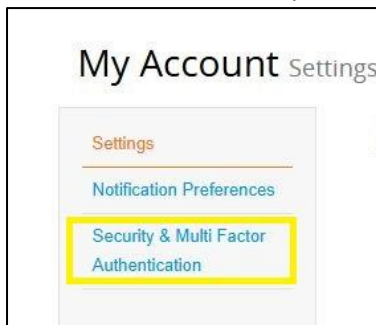 My Account Settings
Settings
Notification Preferences
Security & Multi Factor
Authentication